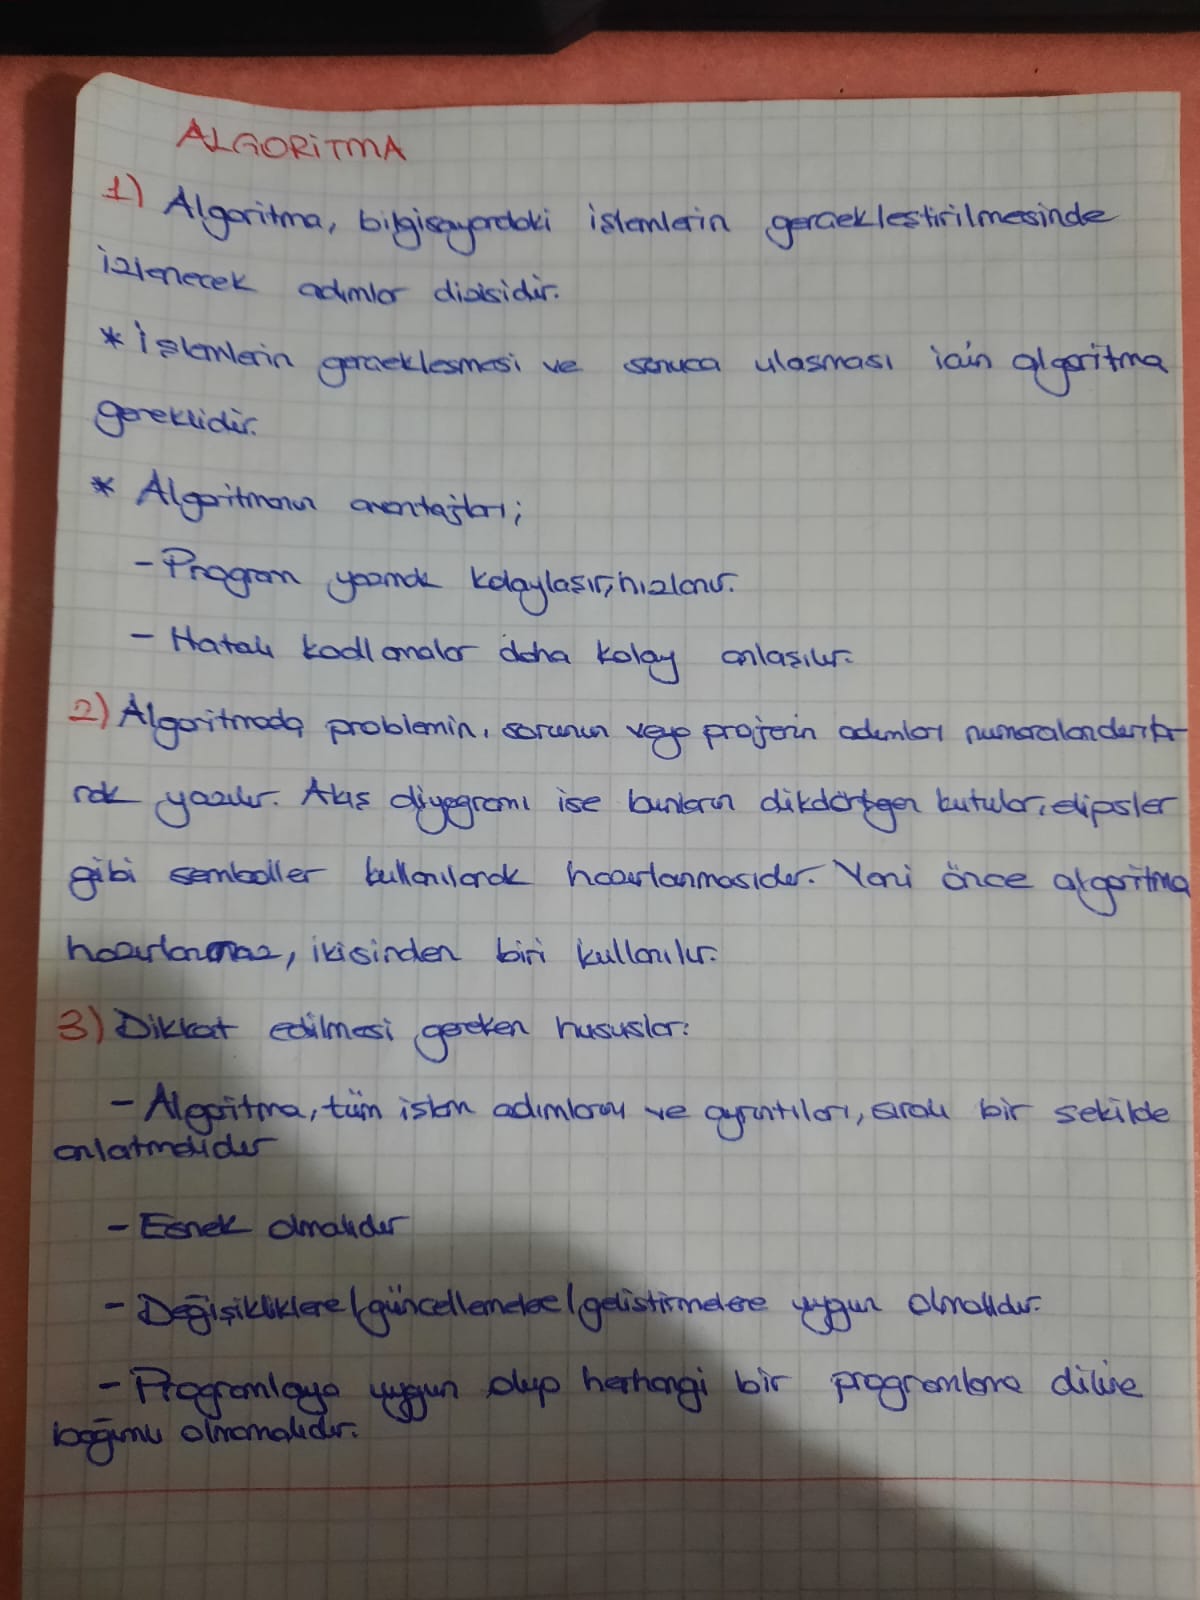 ALGORİTMA
1) Algoritma, bilgisayardaki işlemlerin gerçekleştirilmesinde
izlenecek adımlar dizisidir.
* İşlemlerin gerçekleşmesi ve sonuca ulaşması için algoritma
gereklidir.
* Algoritmanın avantajları;
- Program yazmak kolaylaşır, hızlanır.
- Hatalı kodlamalar daha kolay anlaşılır.
2) Algoritmada problemin, sorunun veya projenin adımları numaralandırıla-
rak yazılır. Akış diyagramı ise bunların dikdörtgen kutular, elipsler
gibi semboller kullanılarak hazırlanmasıdır. Yani önce algoritma
hazırlanmaz, ikisinden biri kullanılır.
3) Dikkat edilmesi gereken hususlar:
- Algoritma, tüm işlem adımlarını ve ayrıntıları, sıralı bir şekilde
anlatmalıdır
- Esnek olmalıdır
- Değişikliklere/güncellemelere/geliştirmelere uygun olmalıdır.
- Programlaya uygun olup herhangi bir programlama diline
bağımlı olmamalıdır.